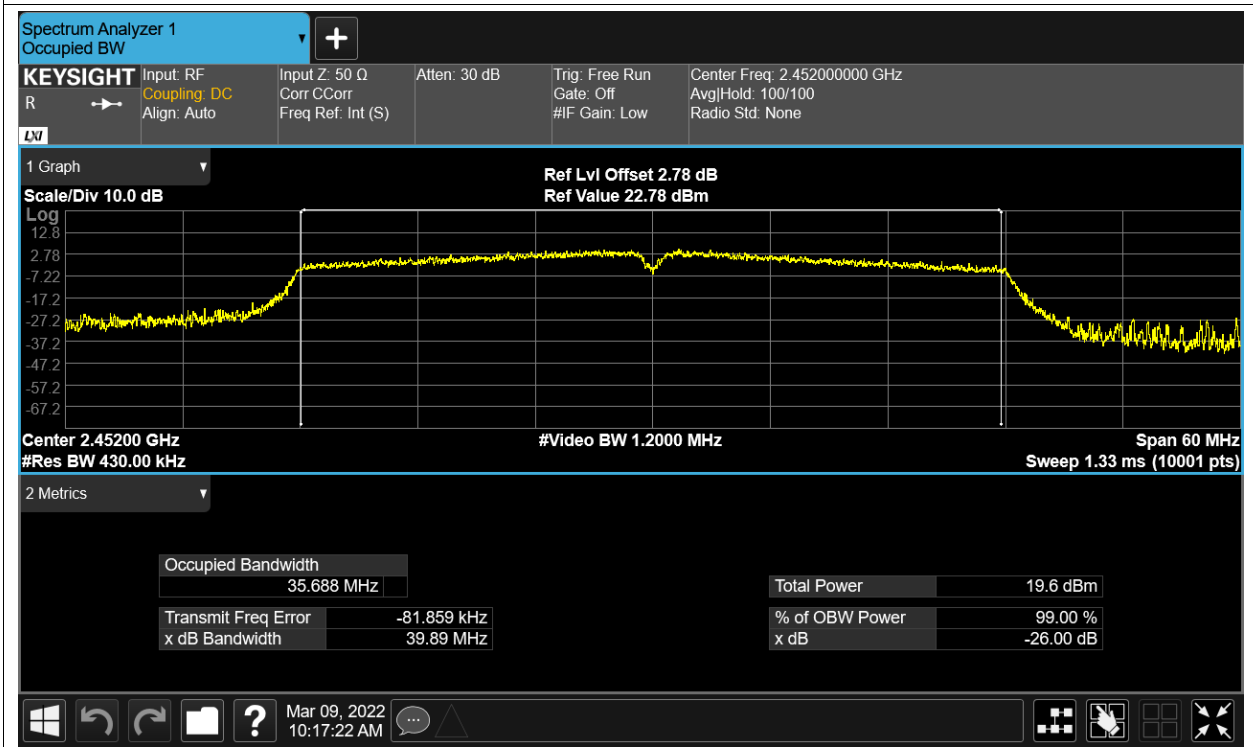 Spectrum Analyzer 1
Occupied BW
KEYSIGHT
R
LXI
Input: RF
Coupling: DC
Align: Auto
Input Z: 50 Ω
Corr CCorr
Freq Ref: Int (S)
Atten: 30 dB
Trig: Free Run
Gate: Off
#IF Gain: Low
Center Freq: 2.452000000 GHz
Avg|Hold: 100/100
Radio Std: None
1 Graph
Scale/Div 10.0 dB
Ref Lvl Offset 2.78 dB
Ref Value 22.78 dBm
Log
12.8
2.78
-7.22
-17.2
-27.2
-37.2
-47.2
-57.2
-67.2
Center 2.45200 GHz
#Res BW 430.00 kHz
#Video BW 1.2000 MHz
Span 60 MHz
Sweep 1.33 ms (10001 pts)
2 Metrics
Occupied Bandwidth
35.688 MHz
Transmit Freq Error -81.859 kHz
x dB Bandwidth 39.89 MHz
Total Power 19.6 dBm
% of OBW Power 99.00 %
x dB -26.00 dB
?
Mar 09, 2022
10:17:22 AM